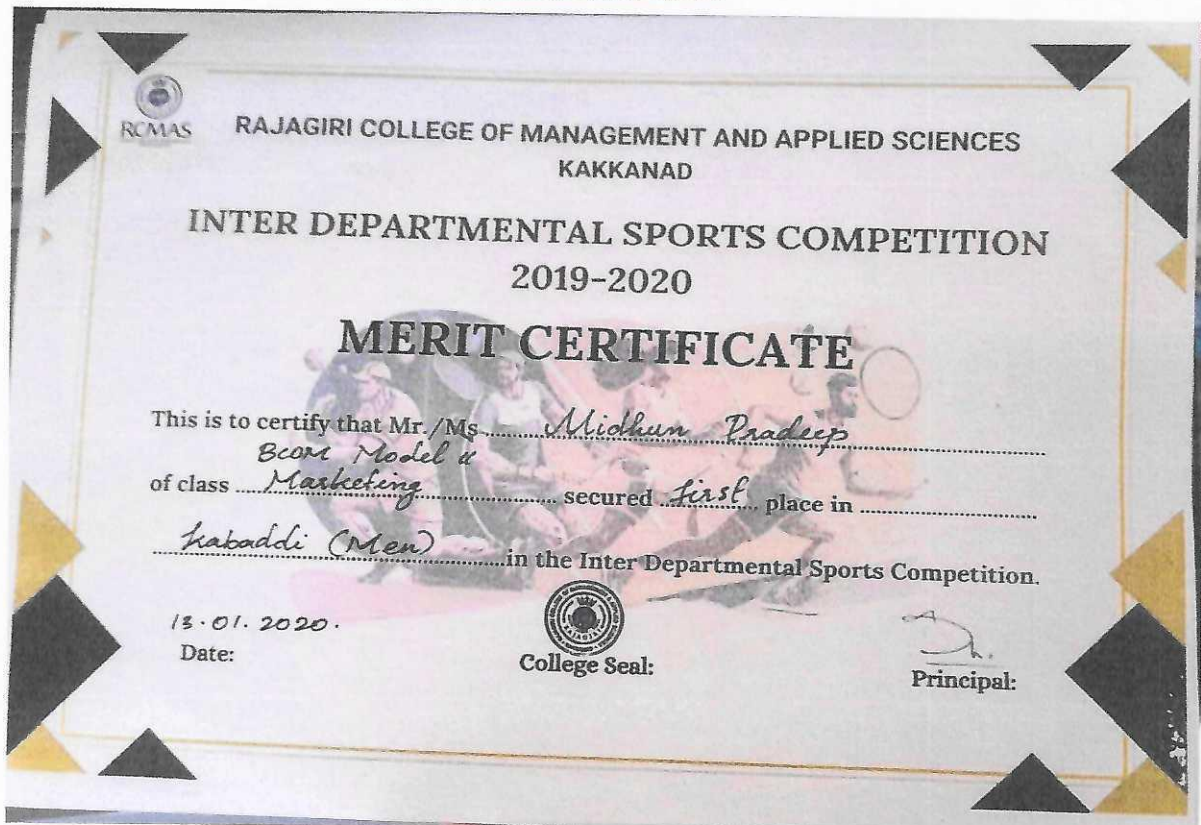 RCMAS
RAJAGIRI COLLEGE OF MANAGEMENT AND APPLIED SCIENCES
KAKKANAD
INTER DEPARTMENTAL SPORTS COMPETITION
2019-2020
MERIT CERTIFICATE
This is to certify that Mr./Ms. Midhun Pradeep
Bcom Model II
of class Marketing secured first place in
Kabaddi (Men) in the Inter Departmental Sports Competition.
13.01.2020.
Date:
College Seal:
Principal: